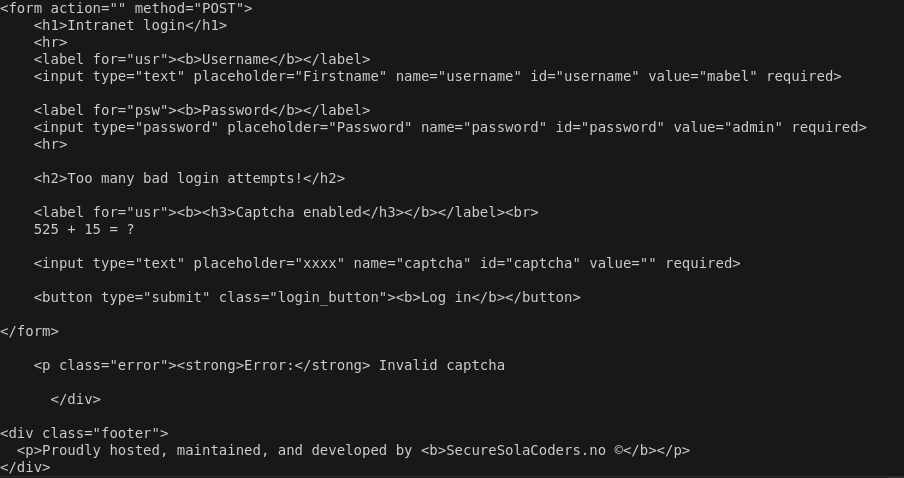 <form action="" method="POST">
    <h1>Intranet login</h1>
    <hr>
    <label for="usr"><b>Username</b></label>
    <input type="text" placeholder="Firstname" name="username" id="username" value="mabel" required>

    <label for="psw"><b>Password</b></label>
    <input type="password" placeholder="Password" name="password" id="password" value="admin" required>
    <hr>

    <h2>Too many bad login attempts!</h2>

    <label for="usr"><b><h3>Captcha enabled</h3></b></label><br>
    525 + 15 = ?

    <input type="text" placeholder="xxxx" name="captcha" id="captcha" value="" required>

    <button type="submit" class="login_button"><b>Log in</b></button>

</form>

    <p class="error"><strong>Error:</strong> Invalid captcha

      </div>

<div class="footer">
  <p>Proudly hosted, maintained, and developed by <b>SecureSolaCoders.no ©</b></p>
</div>